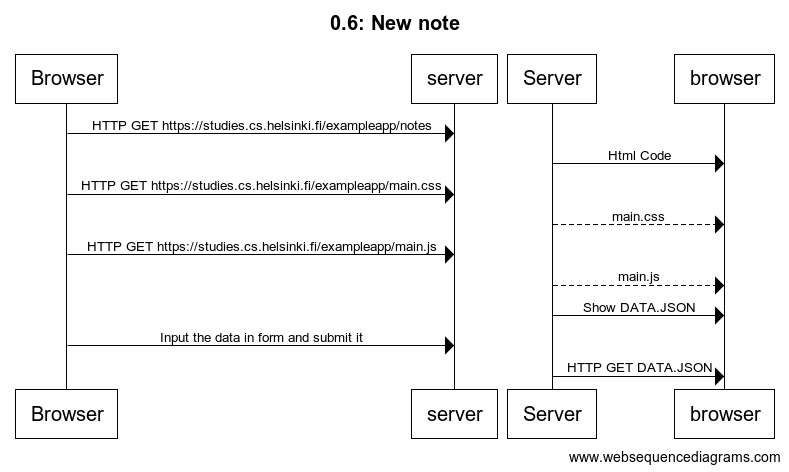 0.6: New note
Browser
server
Server
browser
HTTP GET https://studies.cs.helsinki.fi/exampleapp/notes
Html Code
HTTP GET https://studies.cs.helsinki.fi/exampleapp/main.css
main.css
HTTP GET https://studies.cs.helsinki.fi/exampleapp/main.js
main.js
Show DATA.JSON
Input the data in form and submit it
HTTP GET DATA.JSON
Browser
server
Server
browser
www.websequencediagrams.com